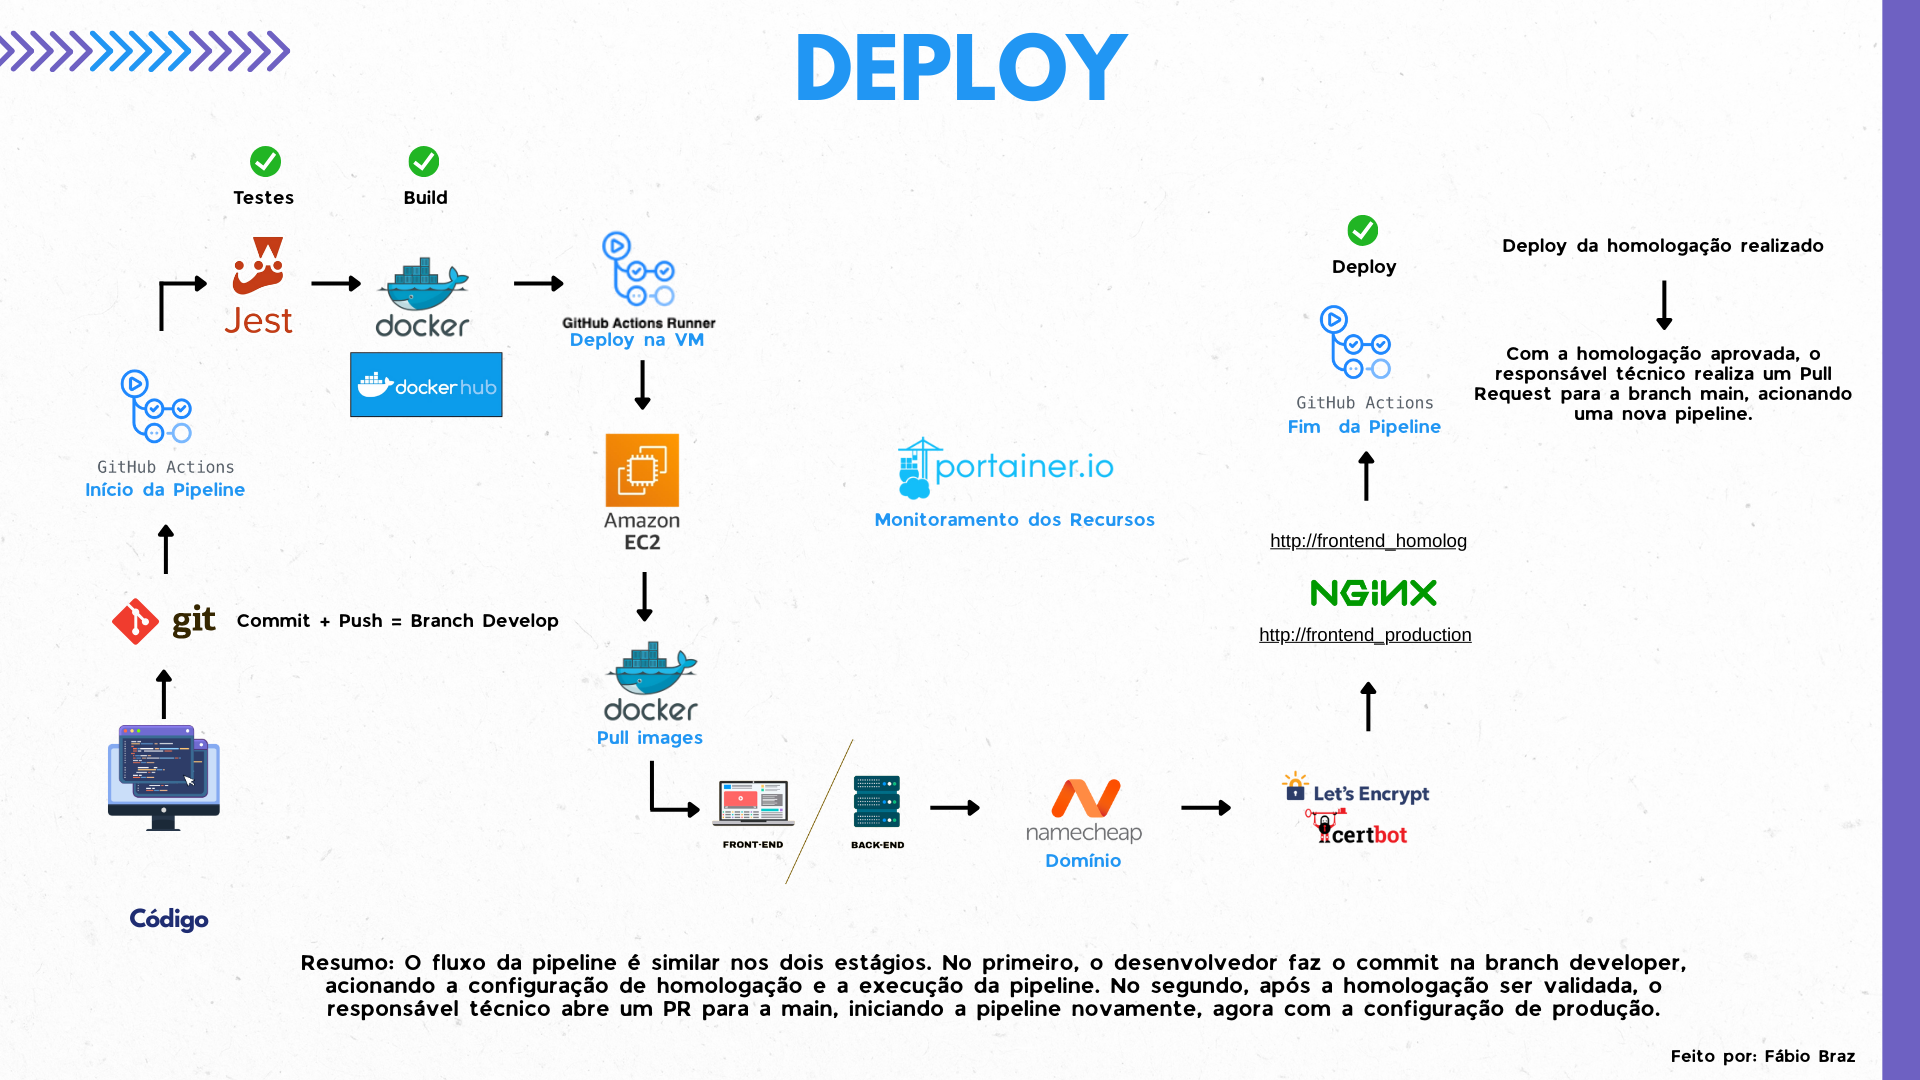 DEPLOY
Testes
Build
Jest
docker
dockerhub
GitHub Actions Runner
Deploy na VM
GitHub Actions
Início da Pipeline
git
Commit + Push = Branch Develop
Código
Amazon
EC2
docker
Pull images
FRONT-END
BACK-END
portainer.io
Monitoramento dos Recursos
namecheap
Domínio
Let's Encrypt
certbot
http://frontend_homolog
NGiNX
http://frontend_production
Deploy
GitHub Actions
Fim da Pipeline
Deploy da homologação realizado
Com a homologação aprovada, o
responsável técnico realiza um Pull
Request para a branch main, acionando
uma nova pipeline.
Resumo: O fluxo da pipeline é similar nos dois estágios. No primeiro, o desenvolvedor faz o commit na branch developer,
acionando a configuração de homologação e a execução da pipeline. No segundo, após a homologação ser validada, o
responsável técnico abre um PR para a main, iniciando a pipeline novamente, agora com a configuração de produção.
Feito por: Fábio Braz